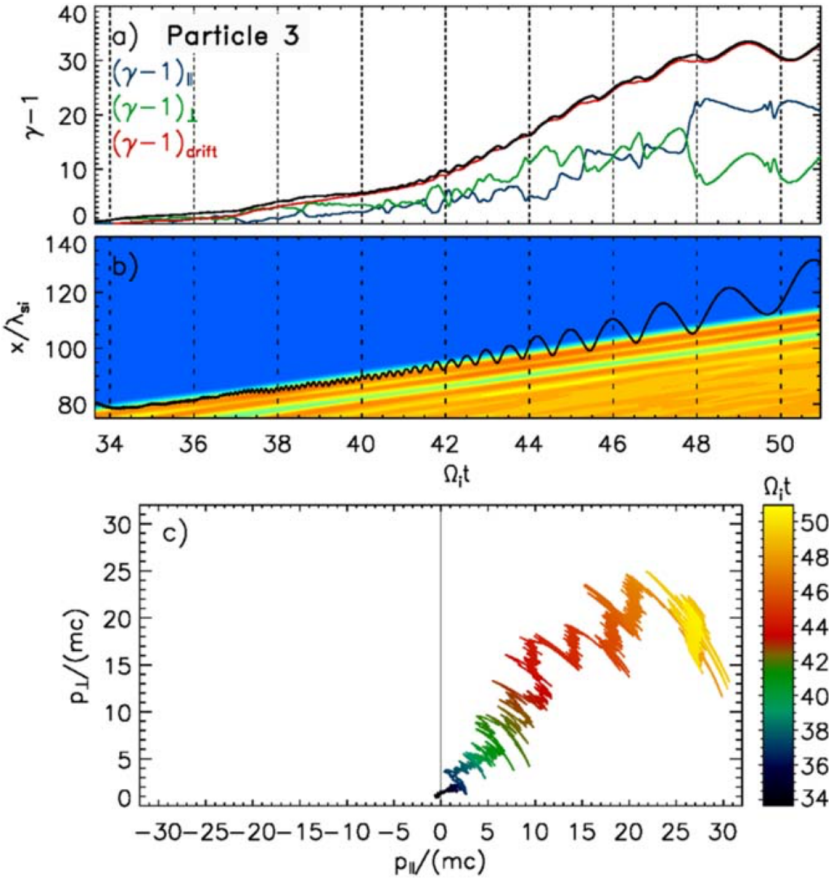 a) Particle 3
(γ−1)∥
(γ−1)⊥
(γ−1)drift
γ−1
40
30
20
10
0
b)
x/λsi
140
120
100
80
34 36 38 40 42 44 46 48 50
Ωit
c)
p⊥/(mc)
30
25
20
15
10
5
0
−30−25−20−15−10 −5 0 5 10 15 20 25 30
p∥/(mc)
Ωit
50
48
46
44
42
40
38
36
34